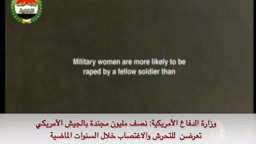 Military women are more likely to be
raped by a fellow soldier than
وزارة الدفاع الأمريكية: نصف مليون مجندة بالجيش الأمريكي
تعرضن للتحرش والاغتصاب خلال السنوات الماضية